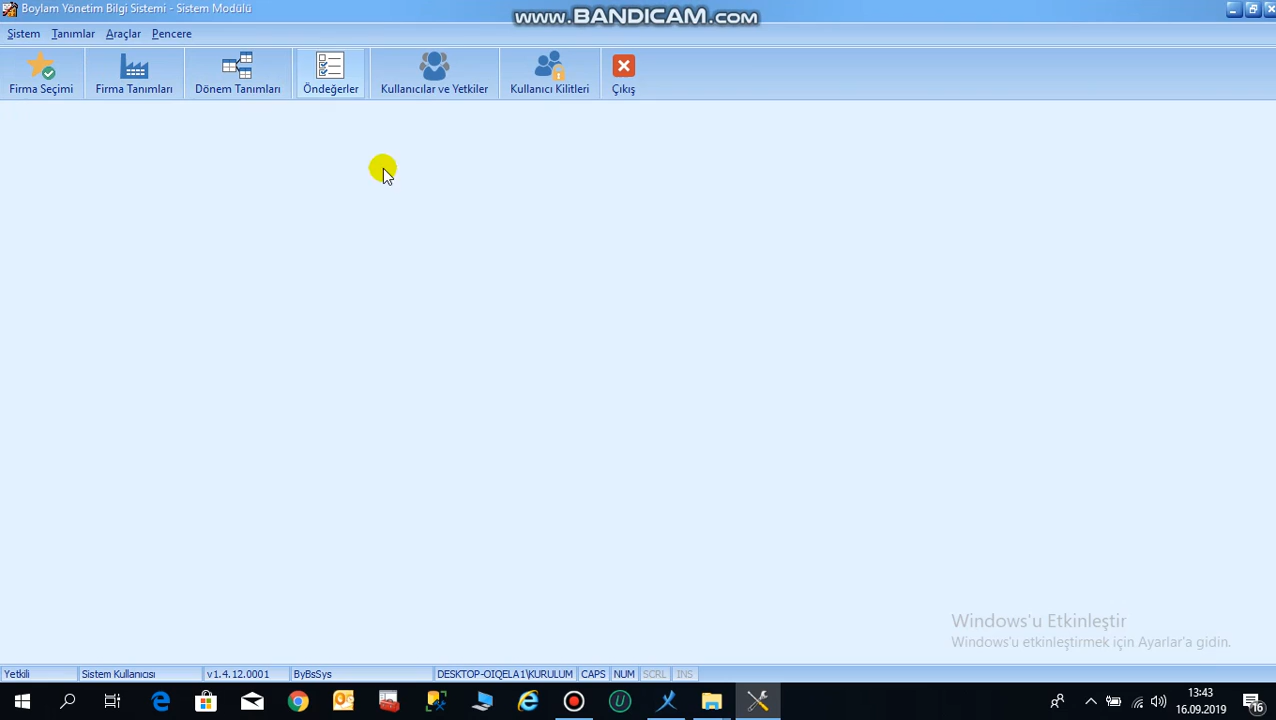 Boylam Yönetim Bilgi Sistemi - Sistem Modülü
www.BANDICAM.com
Sistem Tanımlar Araçlar Pencere
Firma Seçimi Firma Tanımları Dönem Tanımları Öndeğerler Kullanıcılar ve Yetkiler Kullanıcı Kilitleri Çıkış
Windows'u Etkinleştir
Windows'u etkinleştirmek için Ayarlar'a gidin.
Yetkili Sistem Kullanıcısı v1.4.12.0001 ByBsSys DESKTOP-OIQELA1\KURULUM CAPS NUM SCRL INS
13:43
16.09.2019
16